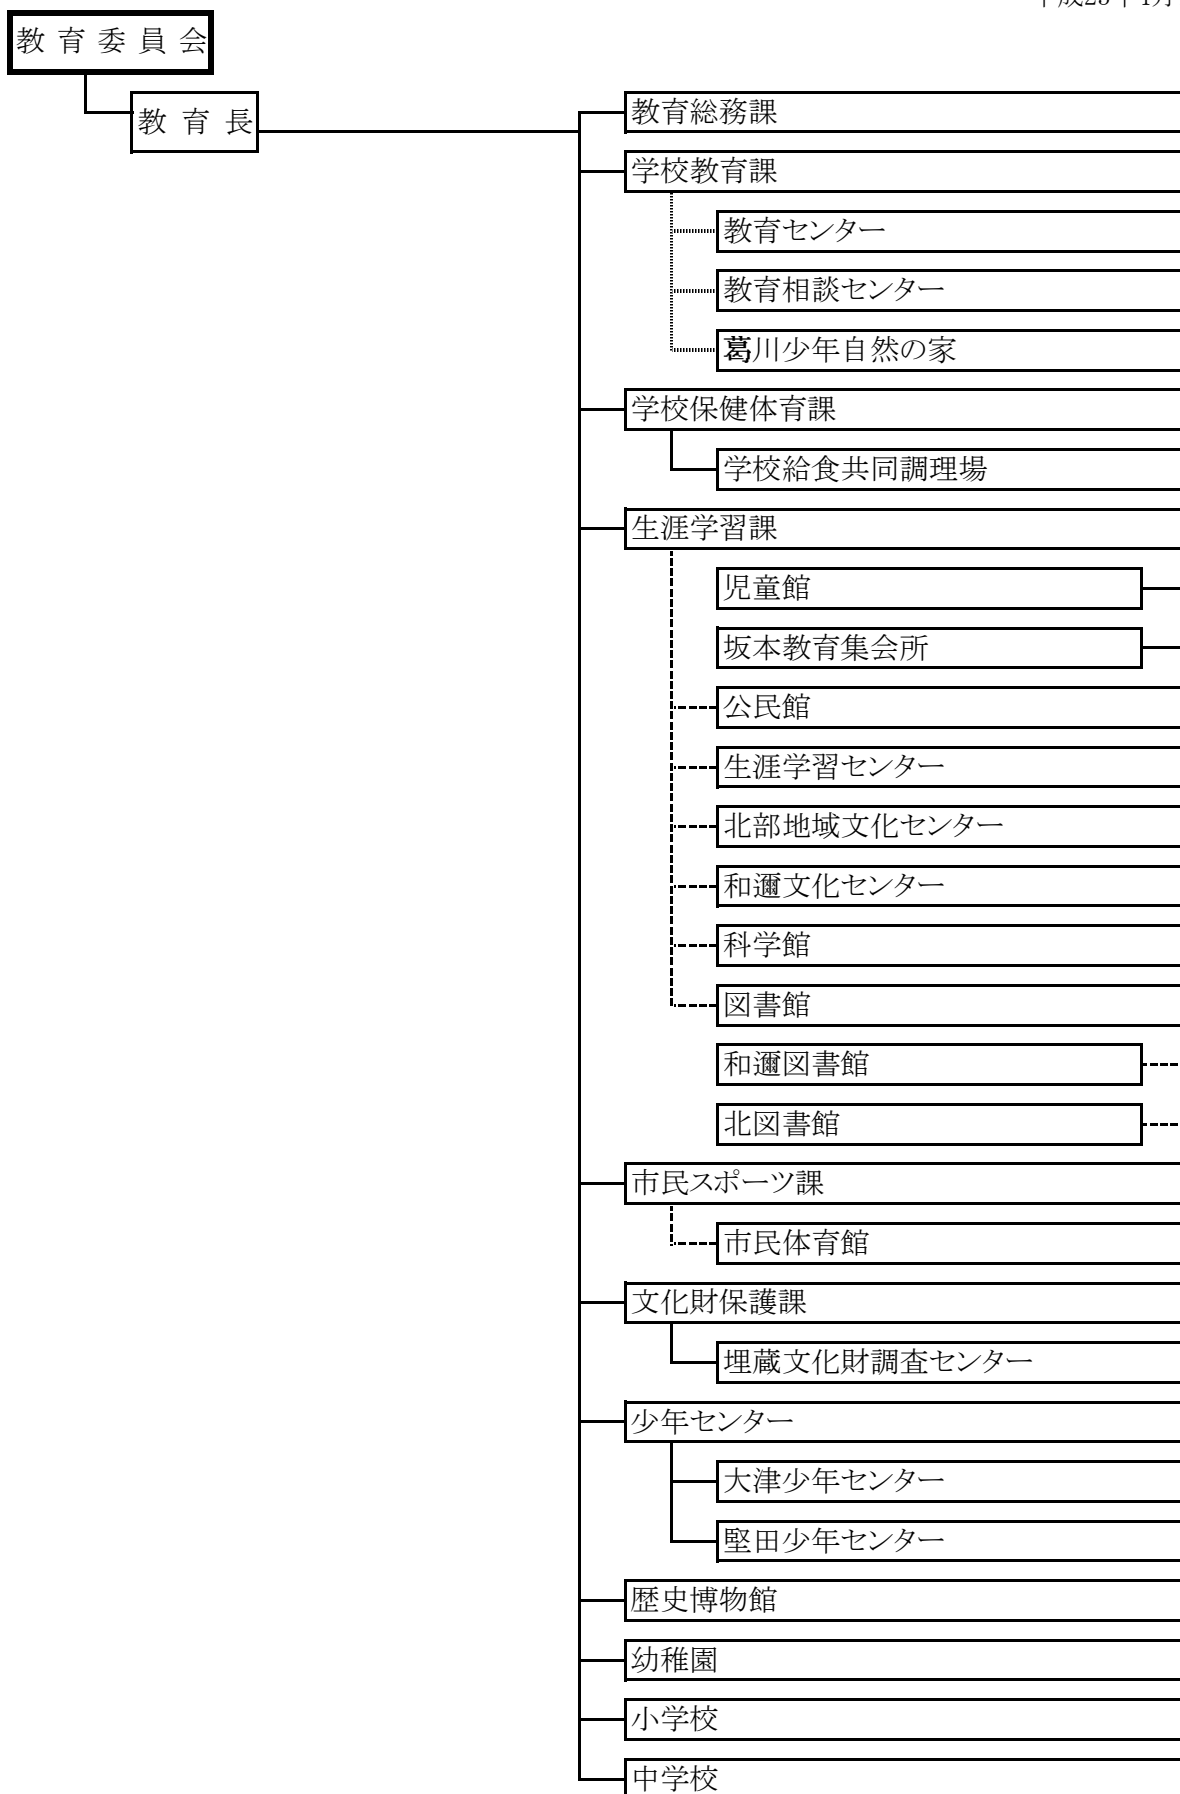 教育委員会
教育長
教育総務課
学校教育課
教育センター
教育相談センター
葛川少年自然の家
学校保健体育課
学校給食共同調理場
生涯学習課
児童館
坂本教育集会所
公民館
生涯学習センター
北部地域文化センター
和邇文化センター
科学館
図書館
和邇図書館
北図書館
市民スポーツ課
市民体育館
文化財保護課
埋蔵文化財調査センター
少年センター
大津少年センター
堅田少年センター
歴史博物館
幼稚園
小学校
中学校